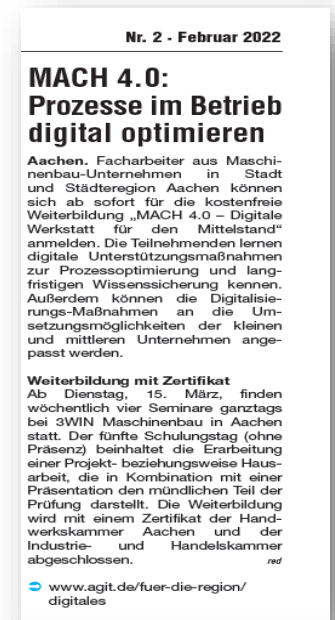 Nr. 2 - Februar 2022
MACH 4.0:
Prozesse im Betrieb
digital optimieren
Aachen. Facharbeiter aus Maschi-
nenbau-Unternehmen in Stadt
und Städteregion Aachen können
sich ab sofort für die kostenfreie
Weiterbildung „MACH 4.0 – Digitale
Werkstatt für den Mittelstand“
anmelden. Die Teilnehmenden lernen
digitale Unterstützungsmaßnahmen
zur Prozessoptimierung und lang-
fristigen Wissenssicherung kennen.
Außerdem können die Digitalisie-
rungs-Maßnahmen an die Um-
setzungsmöglichkeiten der kleinen
und mittleren Unternehmen ange-
passt werden.
Weiterbildung mit Zertifikat
Ab Dienstag, 15. März, finden
wöchentlich vier Seminare ganztags
bei 3WIN Maschinenbau in Aachen
statt. Der fünfte Schulungstag (ohne
Präsenz) beinhaltet die Erarbeitung
einer Projekt- beziehungsweise Haus-
arbeit, die in Kombination mit einer
Präsentation den mündlichen Teil der
Prüfung darstellt. Die Weiterbildung
wird mit einem Zertifikat der Hand-
werkskammer Aachen und der
Industrie- und Handelskammer
abgeschlossen. red
www.agit.de/fuer-die-region/
digitales